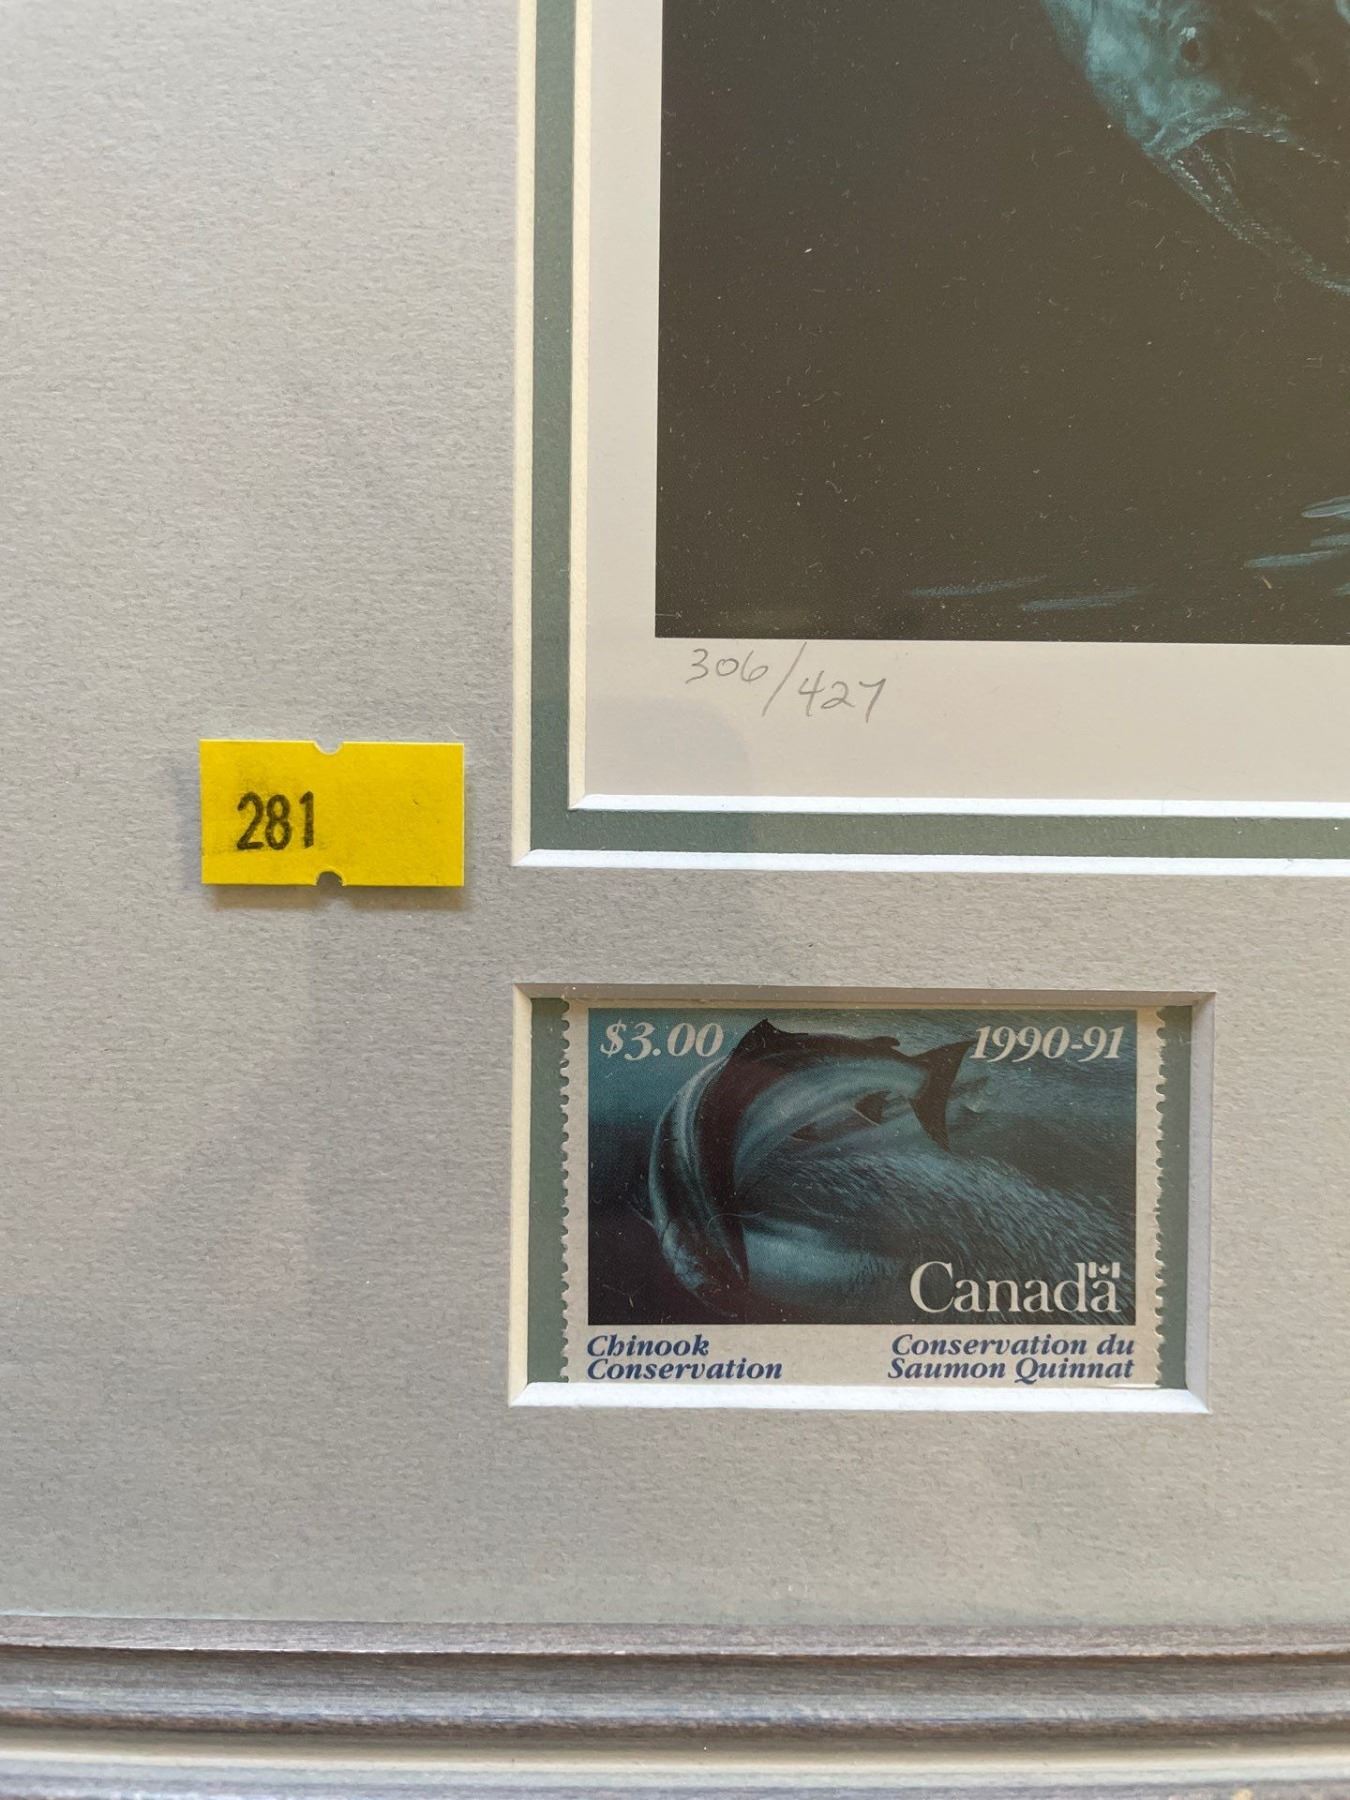 306/427
281
$3.00 1990-91
Canada
Chinook Conservation du
Conservation Saumon Quinnat